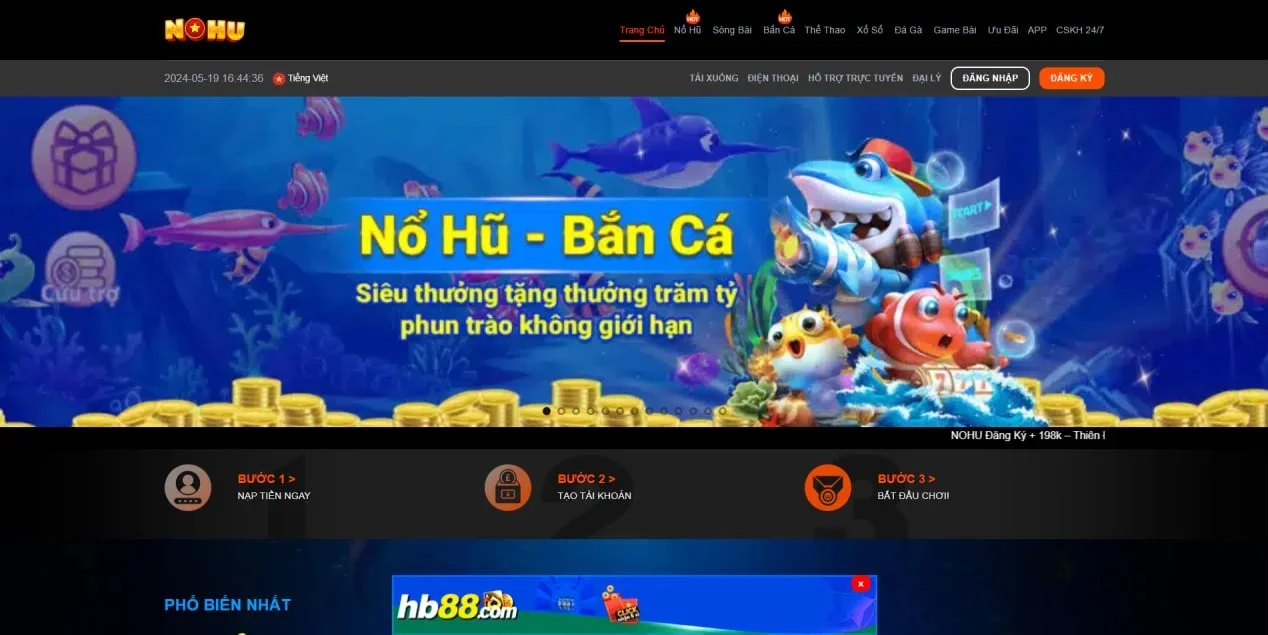 NOHU
Trang Chủ Nổ Hũ Sòng Bài Bắn Cá Thể Thao Xổ Số Đá Gà Game Bài Ưu Đãi APP CSKH 24/7
HOT HOT
2024-05-19 16:44:36 Tiếng Việt
TẢI XUỐNG ĐIỆN THOẠI HỖ TRỢ TRỰC TUYẾN ĐẠI LÝ ĐĂNG NHẬP ĐĂNG KÝ
START
Nổ Hũ - Bắn Cá
Siêu thưởng tặng thưởng trăm tỷ
phun trào không giới hạn
Cứu trợ
NOHU Đăng Ký + 198k – Thiên
BƯỚC 1 > BƯỚC 2 > BƯỚC 3 >
NẠP TIỀN NGAY TẠO TÀI KHOẢN BẮT ĐẦU CHƠI!
1 2 3
PHỔ BIẾN NHẤT
hb88.com
CLICK
x